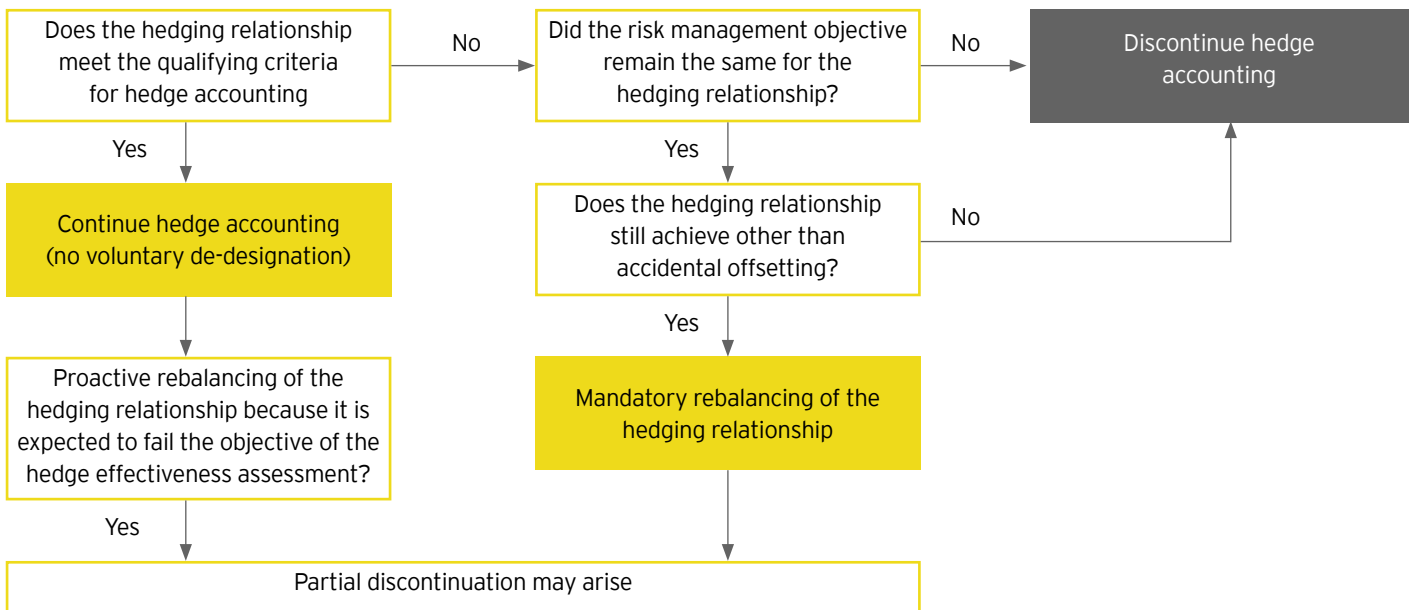 Does the hedging relationship
meet the qualifying criteria
for hedge accounting
No
Did the risk management objective
remain the same for the
hedging relationship?
No
Discontinue hedge
accounting
Yes
Yes
Continue hedge accounting
(no voluntary de-designation)
Does the hedging relationship
still achieve other than
accidental offsetting?
No
Yes
Proactive rebalancing of the
hedging relationship because it is
expected to fail the objective of the
hedge effectiveness assessment?
Mandatory rebalancing of the
hedging relationship
Yes
Partial discontinuation may arise